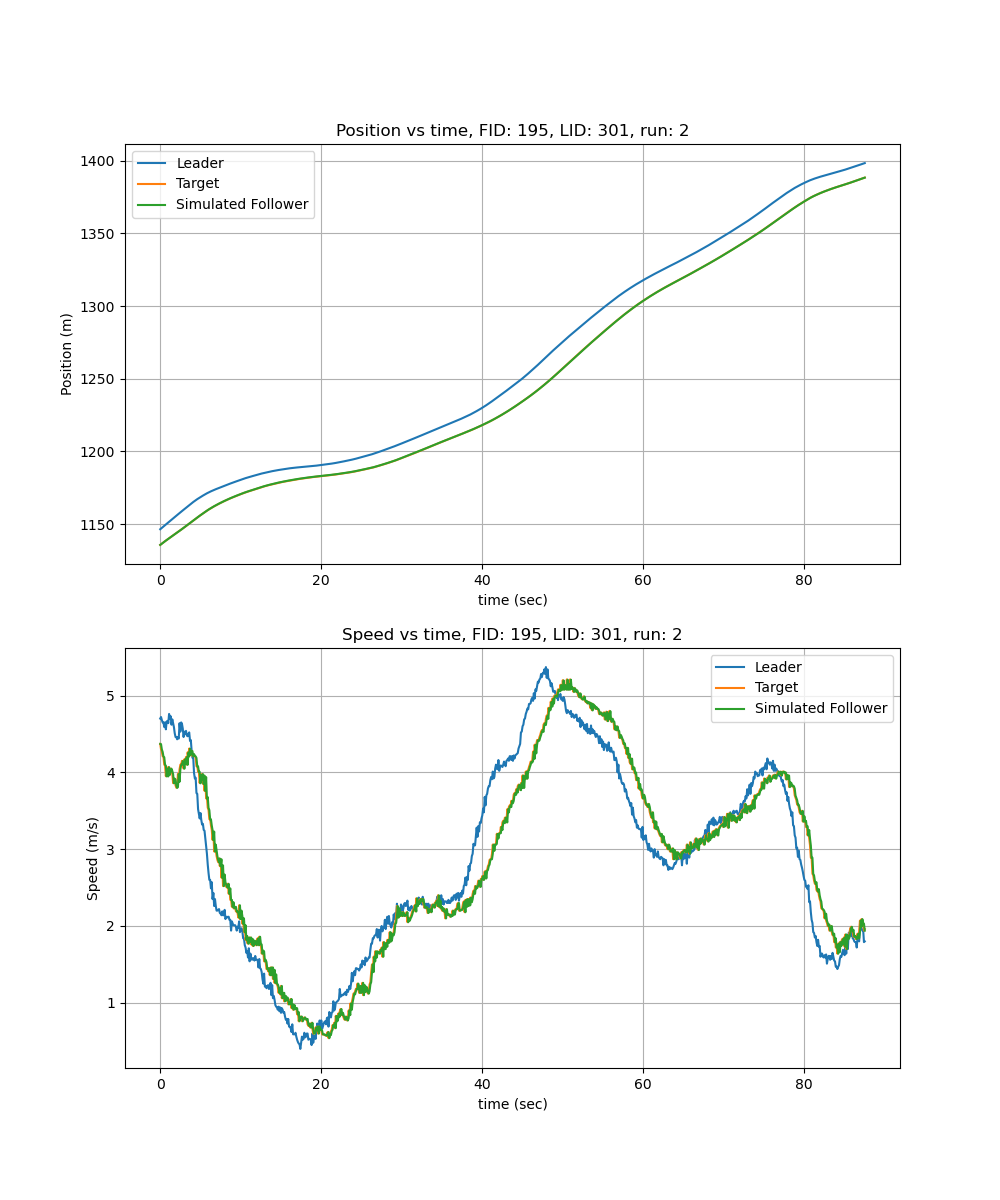 Position vs time, FID: 195, LID: 301, run: 2
Leader
Target
Simulated Follower
Position (m)
1400
1350
1300
1250
1200
1150
0 20 40 60 80
time (sec)
Speed vs time, FID: 195, LID: 301, run: 2
Leader
Target
Simulated Follower
Speed (m/s)
5
4
3
2
1
0 20 40 60 80
time (sec)